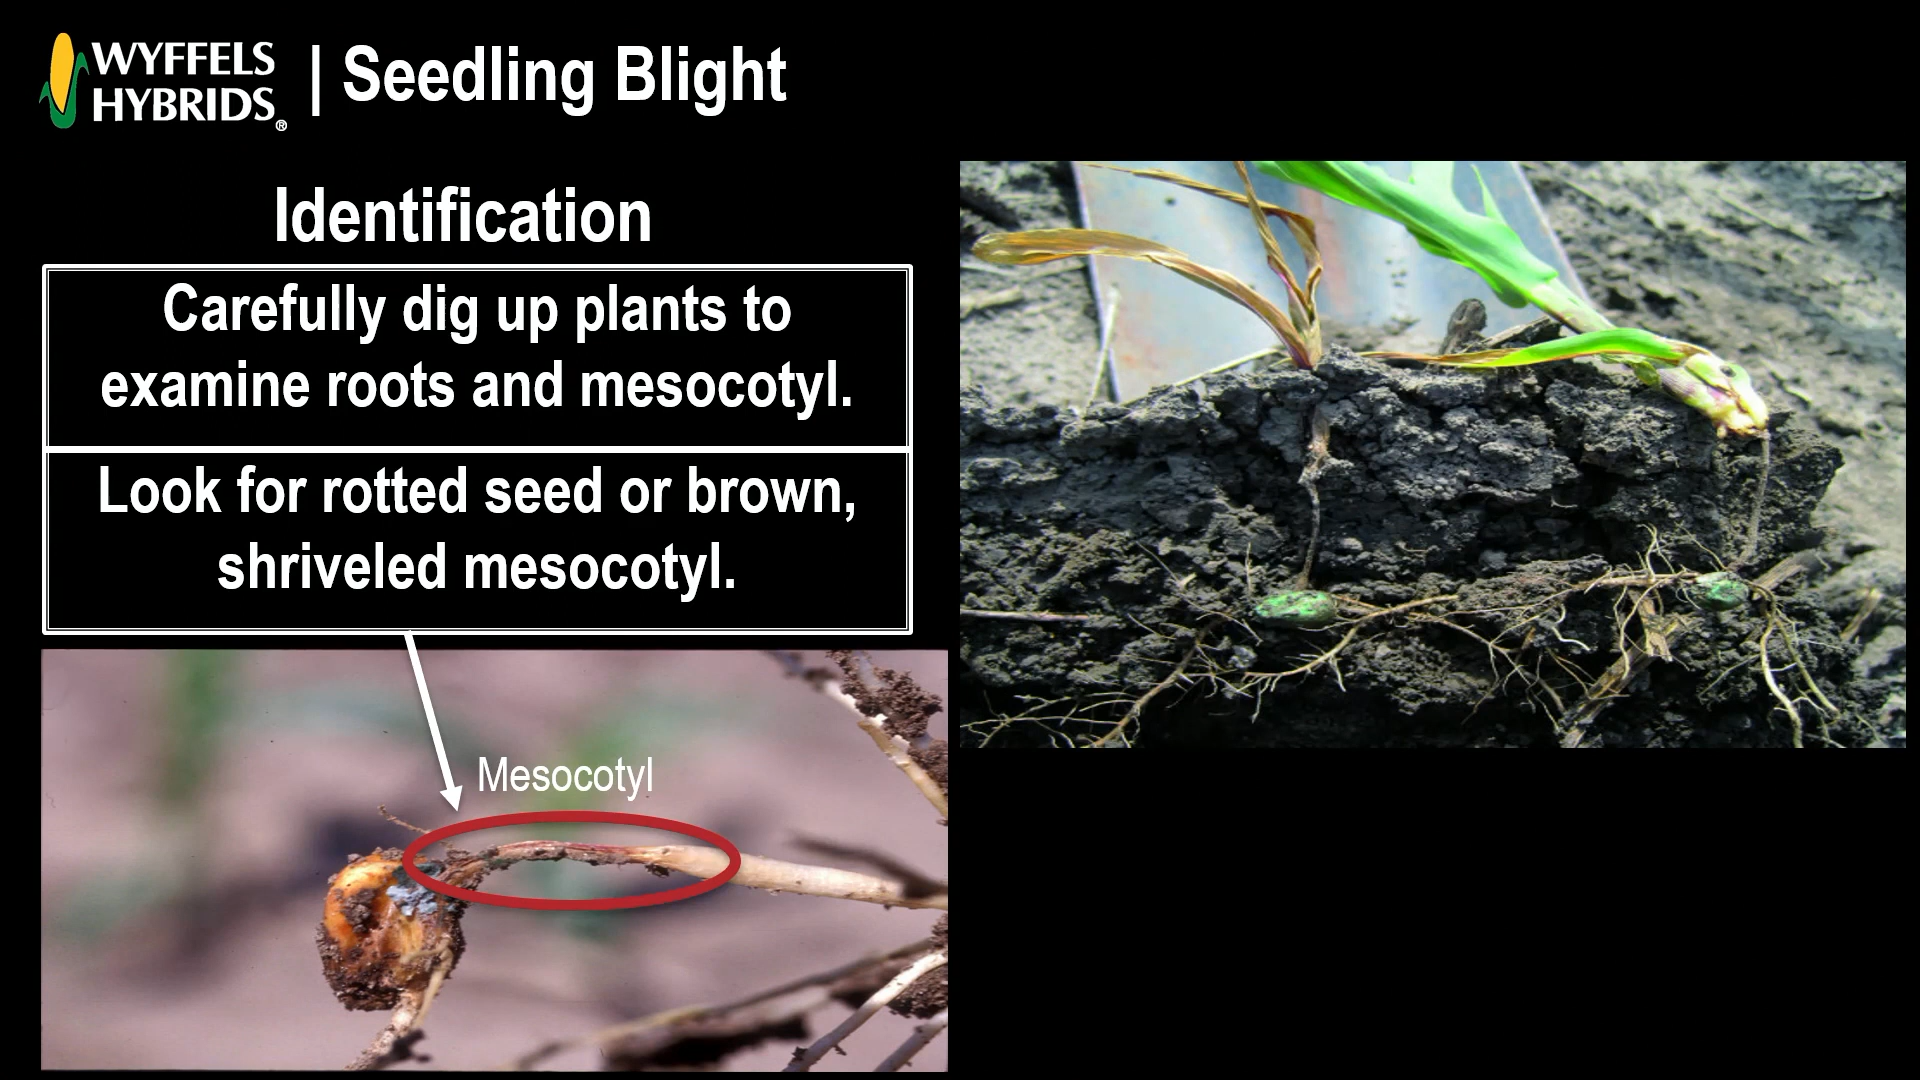 WYFFELS
HYBRIDS®
| Seedling Blight
Identification
Carefully dig up plants to
examine roots and mesocotyl.
Look for rotted seed or brown,
shriveled mesocotyl.
Mesocotyl